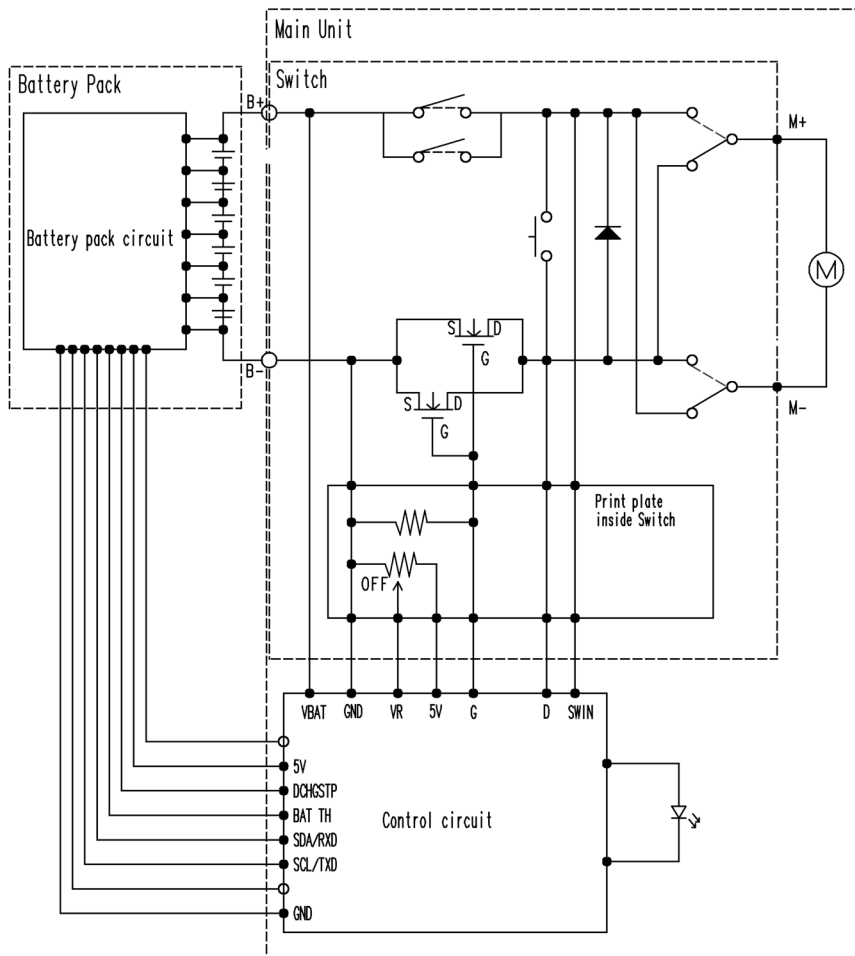 Main Unit
Battery Pack
Switch
B+
M+
Battery pack circuit
M
S D
G
B-
S D
G
M-
Print plate
inside Switch
OFF
VBAT GND VR 5V G D SWIN
5V
DCHGSTP
BAT TH
Control circuit
SDA/RXD
SCL/TXD
GND